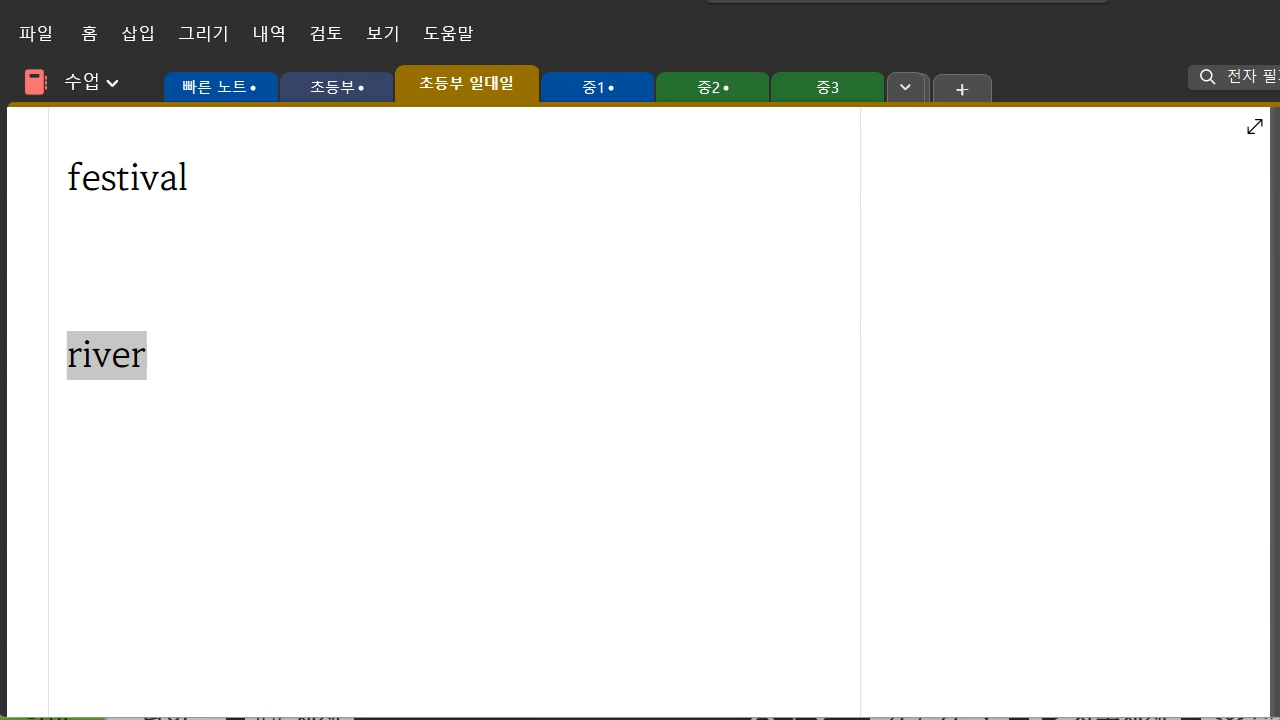 파일 홈 삽입 그리기 내역 검토 보기 도움말
수업 빠른 노트• 초등부• 초등부 일대일 중1• 중2• 중3 + 전자
festival
river